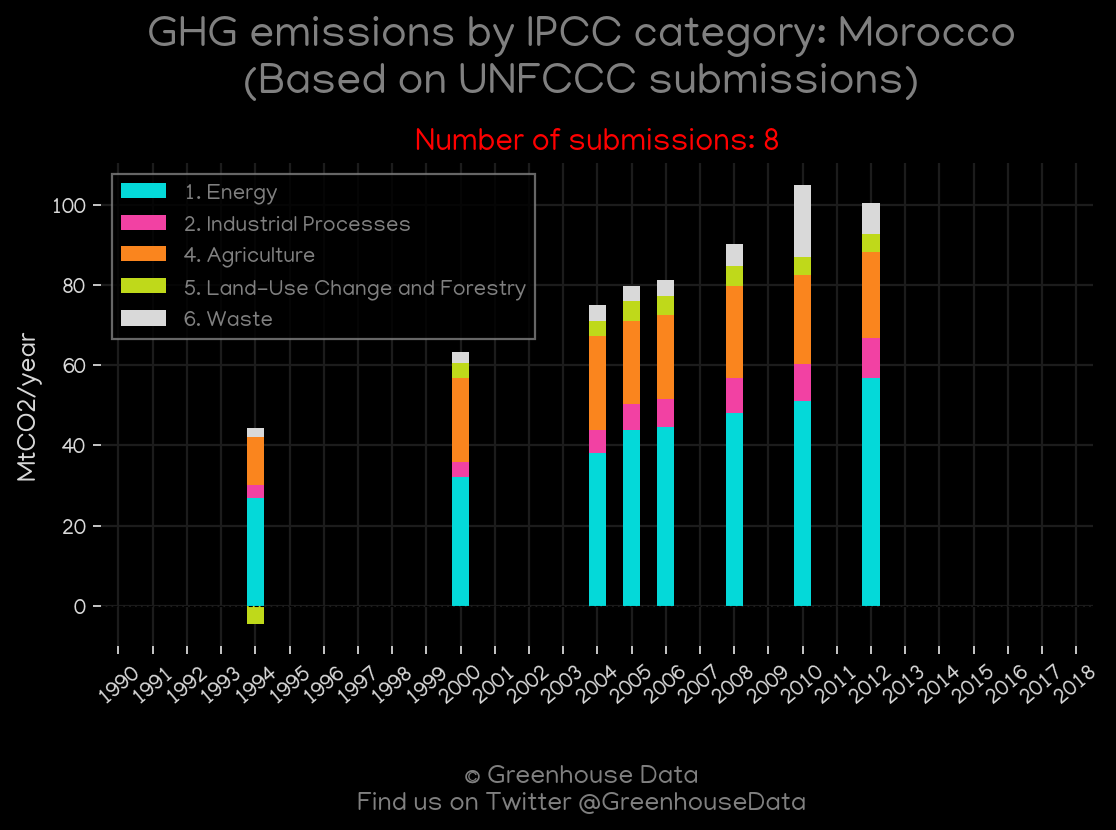 GHG emissions by IPCC category: Morocco
(Based on UNFCCC submissions)
Number of submissions: 8
1. Energy
2. Industrial Processes
4. Agriculture
5. Land-Use Change and Forestry
6. Waste
MtCO2/year
100
80
60
40
20
0
1990 1991 1992 1993 1994 1995 1996 1997 1998 1999 2000 2001 2002 2003 2004 2005 2006 2007 2008 2009 2010 2011 2012 2013 2014 2015 2016 2017 2018
© Greenhouse Data
Find us on Twitter @GreenhouseData